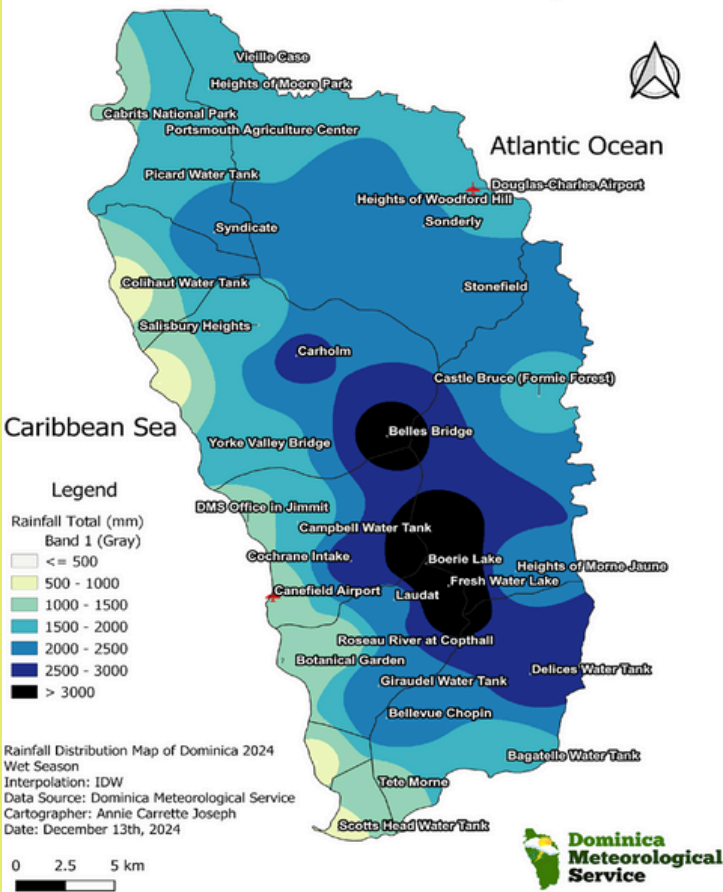 Vieille Case
Heights of Moore Park
Cabrits National Park
Portsmouth Agriculture Center
Atlantic Ocean
Picard Water Tank
Douglas-Charles Airport
Heights of Woodford Hill
Sonderly
Syndicate
Colihaut Water Tank
Stonefield
Salisbury Heights
Carholm
Castle Bruce (Formie Forest)
Caribbean Sea
Belles Bridge
Yorke Valley Bridge
Legend
DMS Office in Jimmit
Rainfall Total (mm)
Band 1 (Gray)
<= 500
500 - 1000
1000 - 1500
1500 - 2000
2000 - 2500
2500 - 3000
> 3000
Campbell Water Tank
Cochrane Intake
Boerie Lake
Heights of Morne Jaune
Fresh Water Lake
Canefield Airport
Laudat
Roseau River at Copthall
Botanical Garden
Delices Water Tank
Giraudel Water Tank
Bellevue Chopin
Bagatelle Water Tank
Tete Morne
Scotts Head Water Tank
Rainfall Distribution Map of Dominica 2024
Wet Season
Interpolation: IDW
Data Source: Dominica Meteorological Service
Cartographer: Annie Carrette Joseph
Date: December 13th, 2024
0 2.5 5 km
Dominica
Meteorological
Service